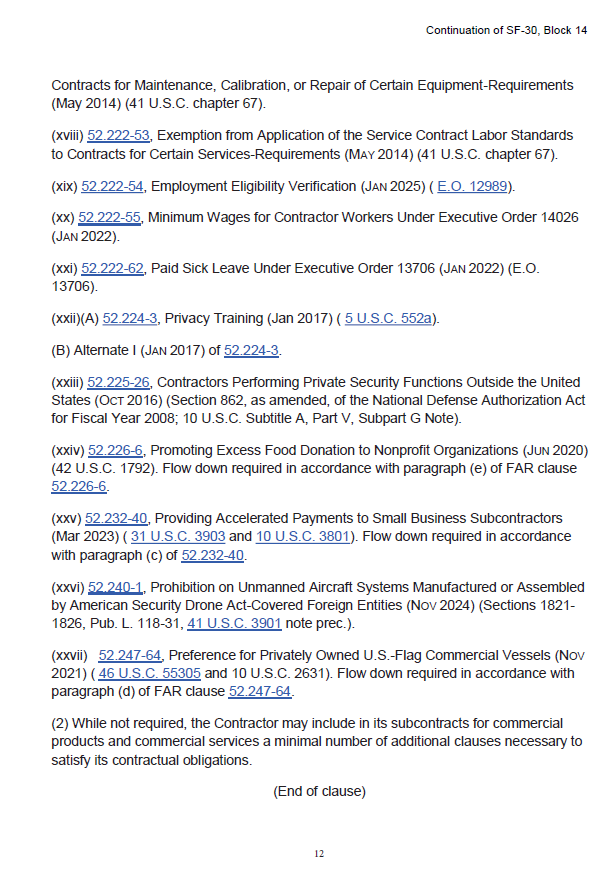 Continuation of SF-30, Block 14
Contracts for Maintenance, Calibration, or Repair of Certain Equipment-Requirements
(May 2014) (41 U.S.C. chapter 67).
(xviii) 52.222-53, Exemption from Application of the Service Contract Labor Standards
to Contracts for Certain Services-Requirements (MAY 2014) (41 U.S.C. chapter 67).
(xix) 52.222-54, Employment Eligibility Verification (JAN 2025) ( E.O. 12989).
(xx) 52.222-55, Minimum Wages for Contractor Workers Under Executive Order 14026
(JAN 2022).
(xxi) 52.222-62, Paid Sick Leave Under Executive Order 13706 (JAN 2022) (E.O.
13706).
(xxii)(A) 52.224-3, Privacy Training (Jan 2017) ( 5 U.S.C. 552a).
(B) Alternate I (JAN 2017) of 52.224-3.
(xxiii) 52.225-26, Contractors Performing Private Security Functions Outside the United
States (OCT 2016) (Section 862, as amended, of the National Defense Authorization Act
for Fiscal Year 2008; 10 U.S.C. Subtitle A, Part V, Subpart G Note).
(xxiv) 52.226-6, Promoting Excess Food Donation to Nonprofit Organizations (JUN 2020)
(42 U.S.C. 1792). Flow down required in accordance with paragraph (e) of FAR clause
52.226-6.
(xxv) 52.232-40, Providing Accelerated Payments to Small Business Subcontractors
(Mar 2023) ( 31 U.S.C. 3903 and 10 U.S.C. 3801). Flow down required in accordance
with paragraph (c) of 52.232-40.
(xxvi) 52.240-1, Prohibition on Unmanned Aircraft Systems Manufactured or Assembled
by American Security Drone Act-Covered Foreign Entities (NOV 2024) (Sections 1821-
1826, Pub. L. 118-31, 41 U.S.C. 3901 note prec.).
(xxvii) 52.247-64, Preference for Privately Owned U.S.-Flag Commercial Vessels (NOV
2021) ( 46 U.S.C. 55305 and 10 U.S.C. 2631). Flow down required in accordance with
paragraph (d) of FAR clause 52.247-64.
(2) While not required, the Contractor may include in its subcontracts for commercial
products and commercial services a minimal number of additional clauses necessary to
satisfy its contractual obligations.
(End of clause)
12